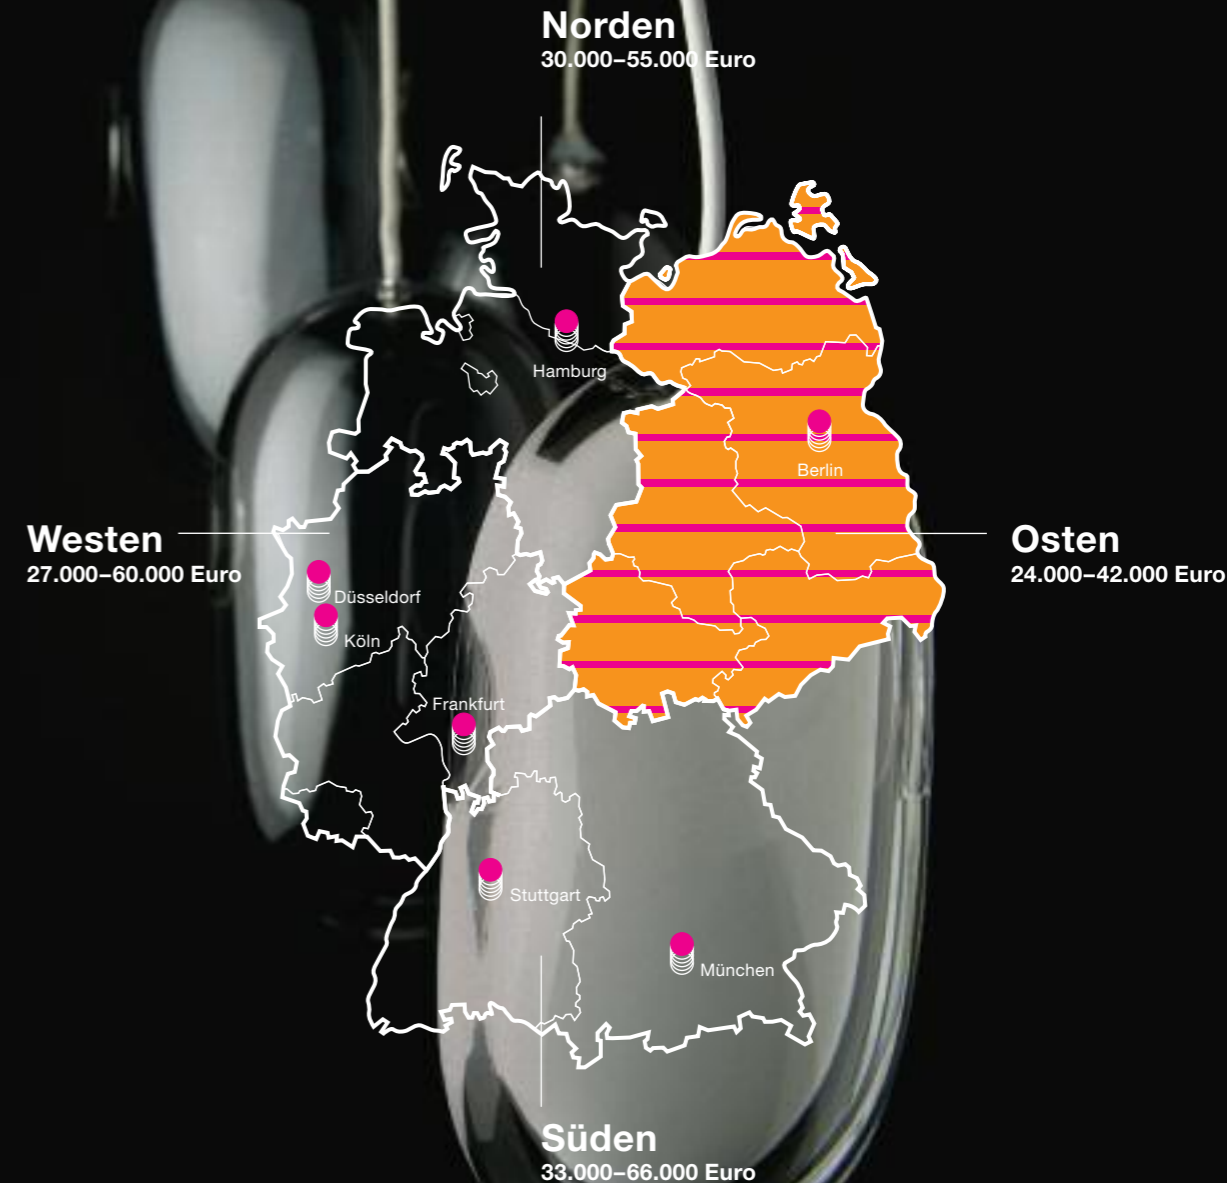 Norden
30.000–55.000 Euro
Hamburg
Berlin
Westen
27.000–60.000 Euro
Osten
24.000–42.000 Euro
Düsseldorf
Köln
Frankfurt
Stuttgart
München
Süden
33.000–66.000 Euro